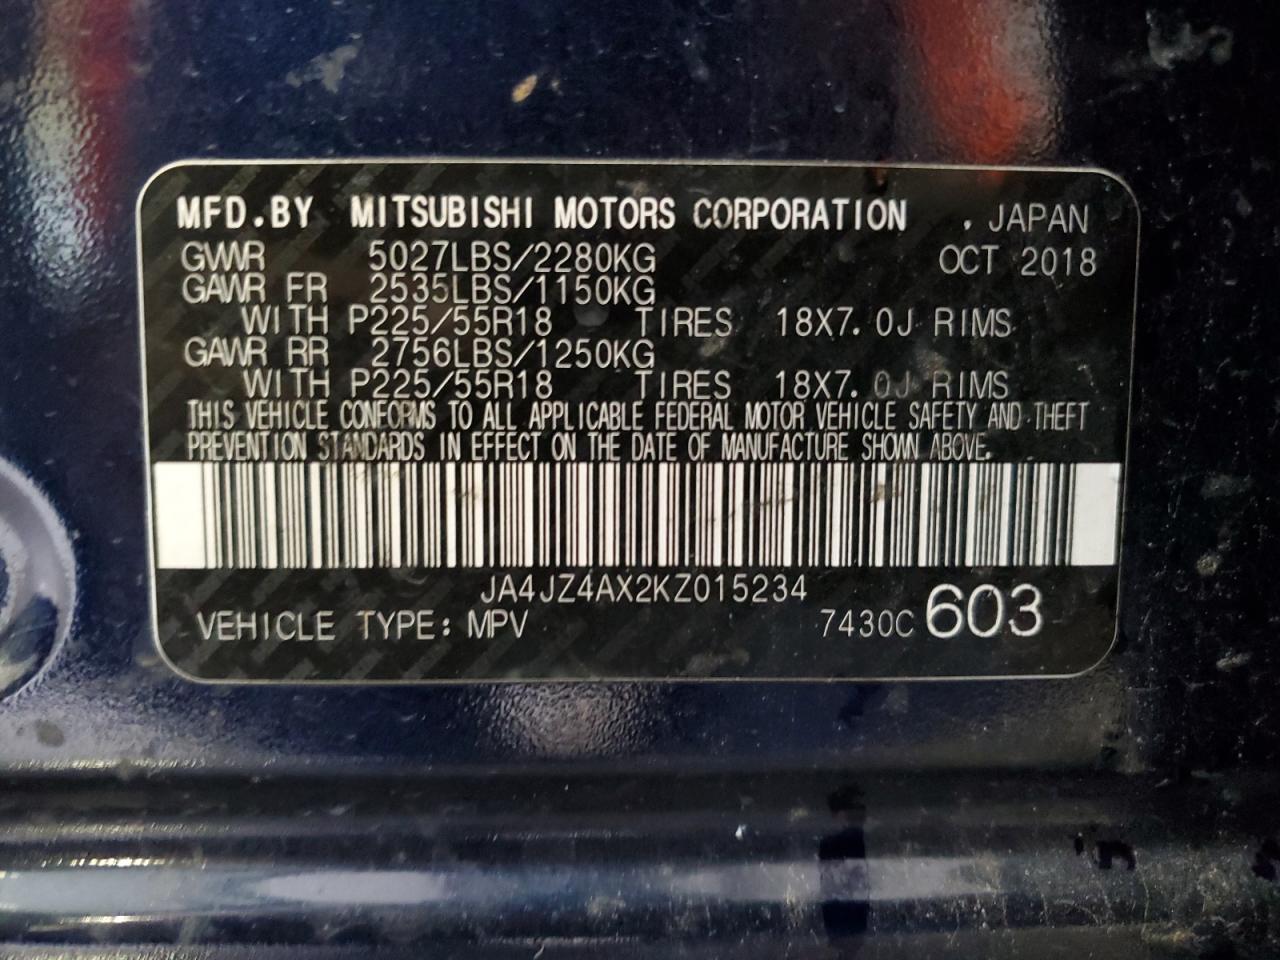 MFD.BY MITSUBISHI MOTORS CORPORATION . JAPAN
GVWR 5027LBS/2280KG OCT 2018
GAWR FR 2535LBS/1150KG
WITH P225/55R18 TIRES 18X7.0J RIMS
GAWR RR 2756LBS/1250KG
WITH P225/55R18 TIRES 18X7.0J RIMS
THIS VEHICLE CONFORMS TO ALL APPLICABLE FEDERAL MOTOR VEHICLE SAFETY AND THEFT
PREVENTION STANDARDS IN EFFECT ON THE DATE OF MANUFACTURE SHOWN ABOVE.
JA4JZ4AX2KZ015234
VEHICLE TYPE: MPV 7430C 603